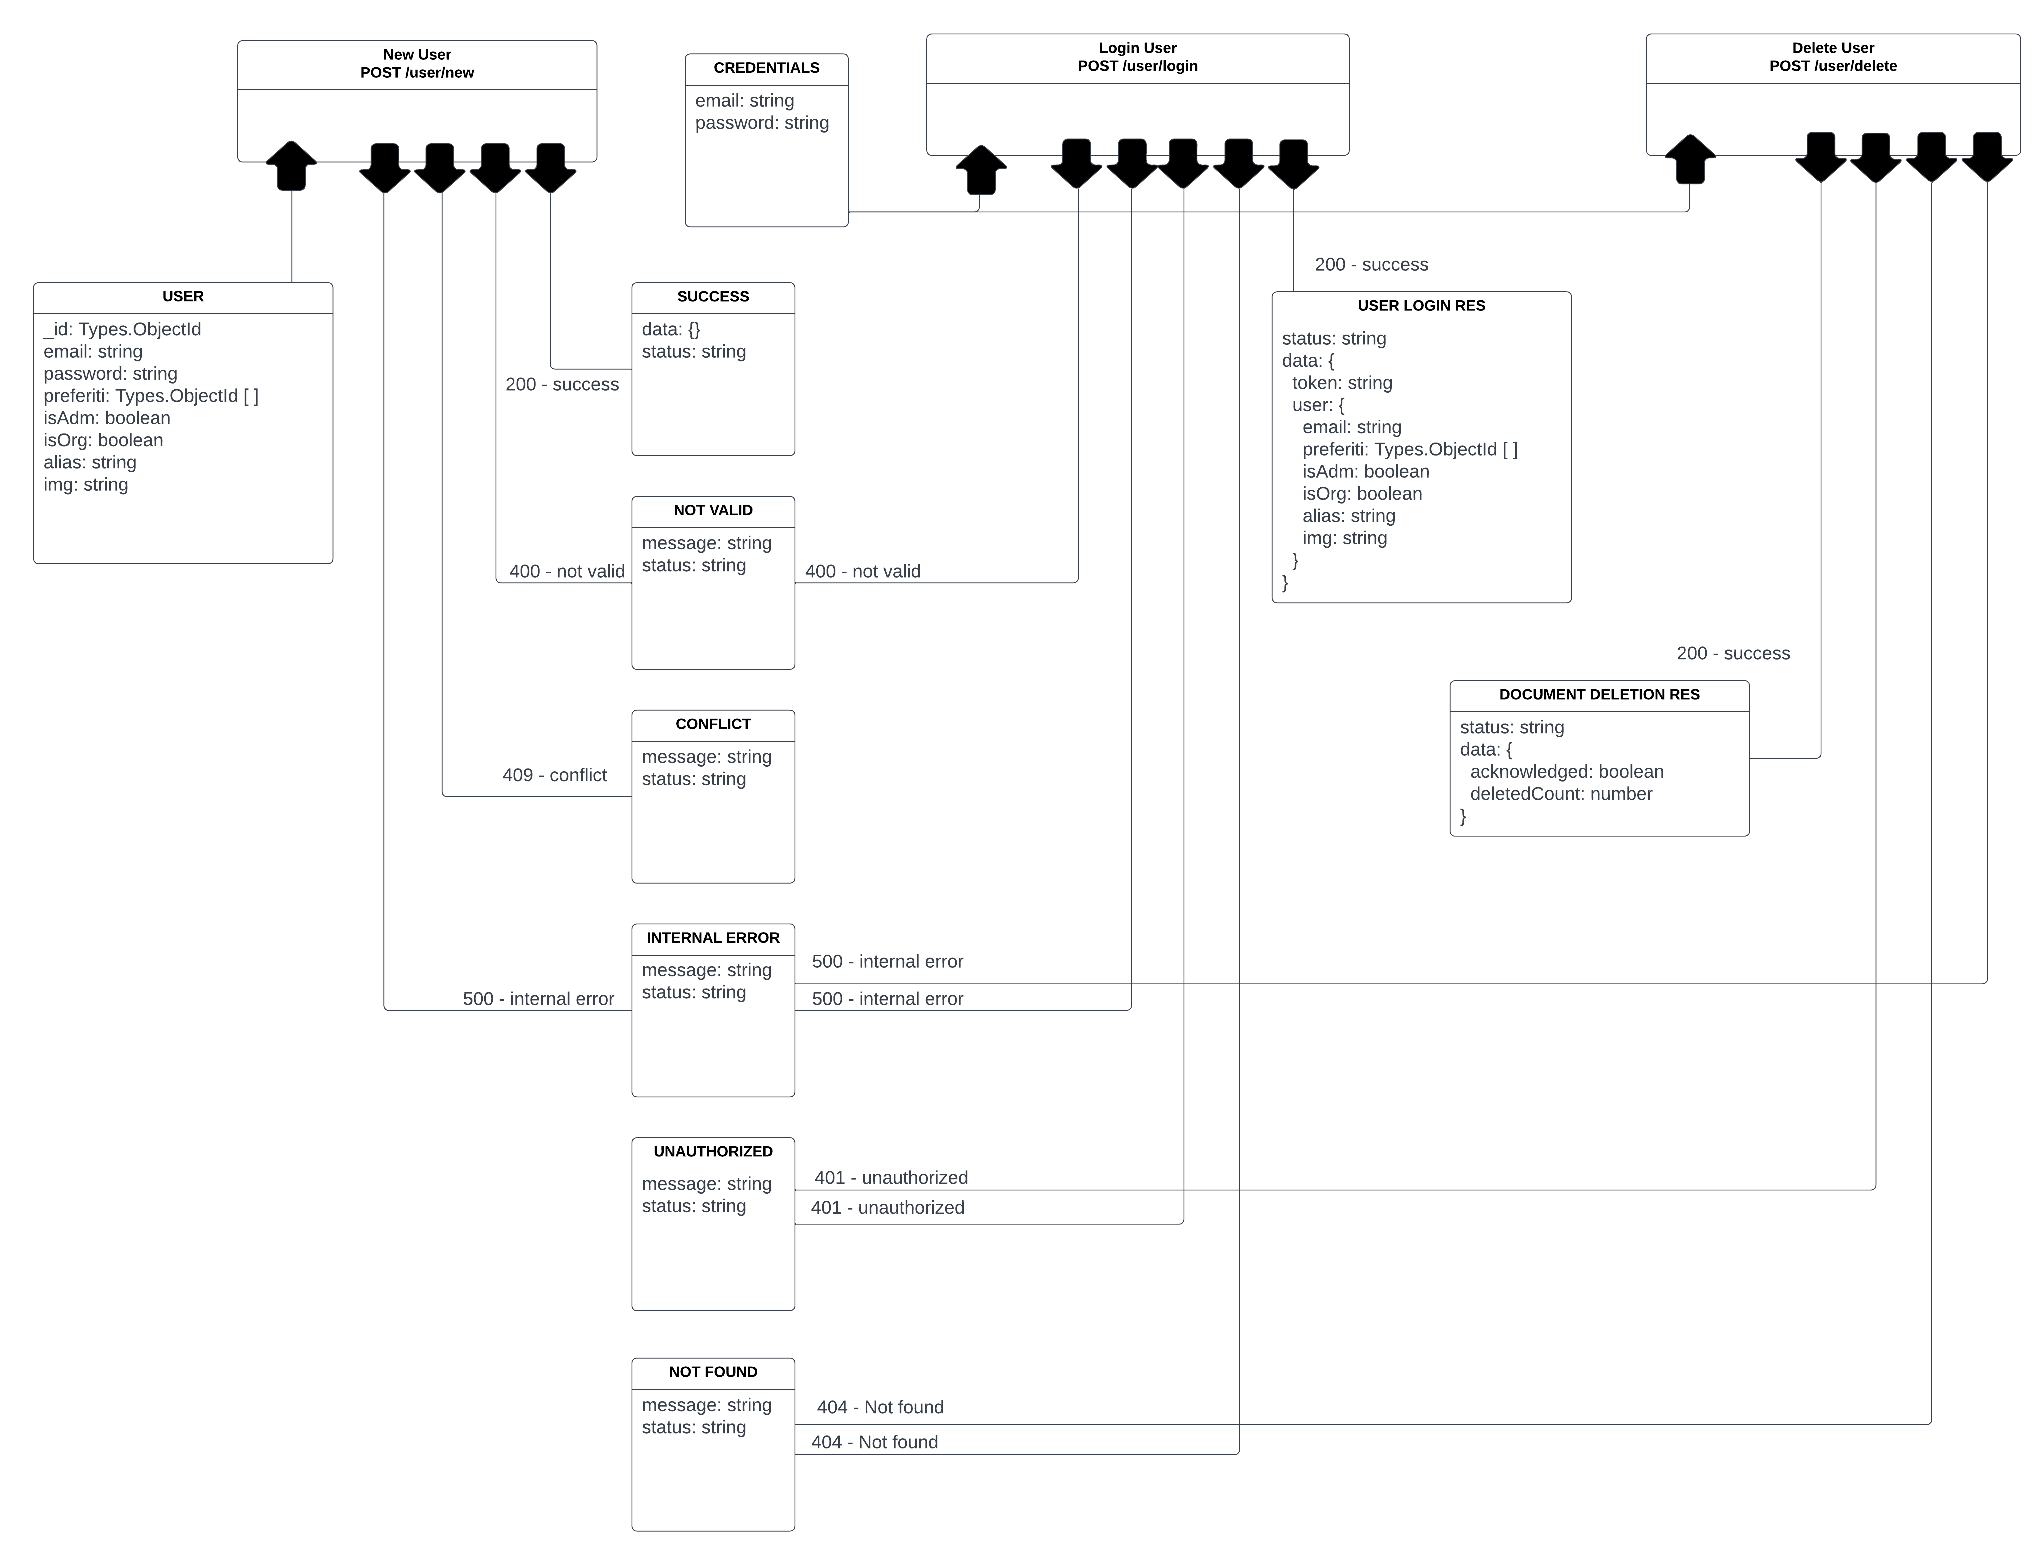 New User
POST /user/new
CREDENTIALS
email: string
password: string
Login User
POST /user/login
Delete User
POST /user/delete
USER
_id: Types.ObjectId
email: string
password: string
preferiti: Types.ObjectId [ ]
isAdm: boolean
isOrg: boolean
alias: string
img: string
SUCCESS
data: {}
status: string
200 - success
200 - success
USER LOGIN RES
status: string
data: {
token: string
user: {
email: string
preferiti: Types.ObjectId [ ]
isAdm: boolean
isOrg: boolean
alias: string
img: string
}
}
NOT VALID
message: string
status: string
400 - not valid
400 - not valid
200 - success
DOCUMENT DELETION RES
status: string
data: {
acknowledged: boolean
deletedCount: number
}
CONFLICT
message: string
status: string
409 - conflict
INTERNAL ERROR
message: string
status: string
500 - internal error
500 - internal error
500 - internal error
UNAUTHORIZED
message: string
status: string
401 - unauthorized
401 - unauthorized
NOT FOUND
message: string
status: string
404 - Not found
404 - Not found